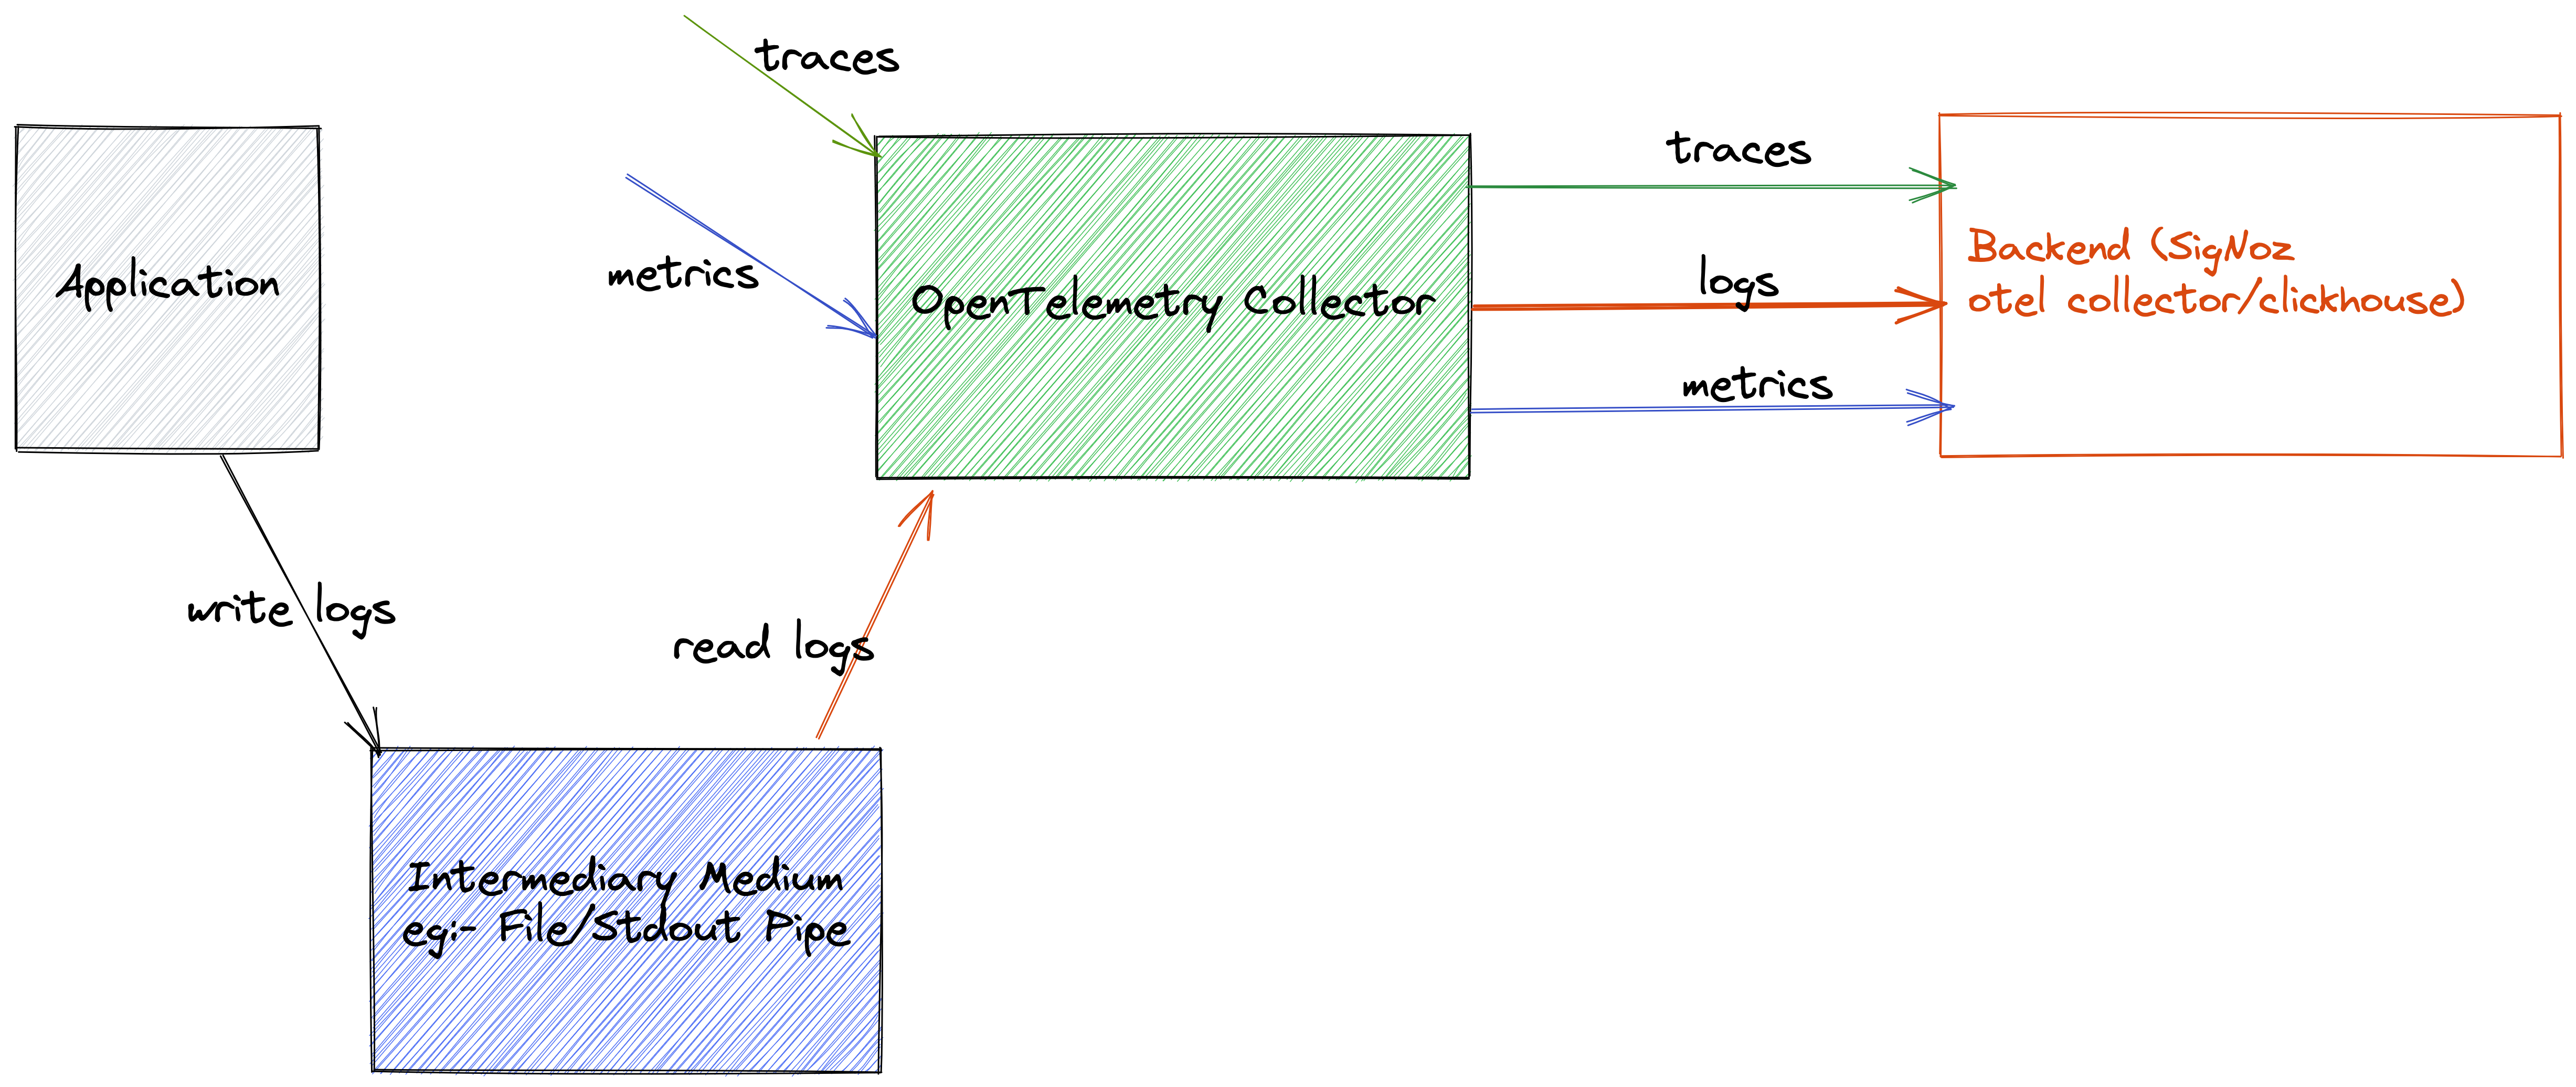 traces
Application
metrics
OpenTelemetry Collector
traces
logs
metrics
Backend (SigNoz
otel collector/clickhouse)
write logs
read logs
Intermediary Medium
eg:- File/Stdout Pipe